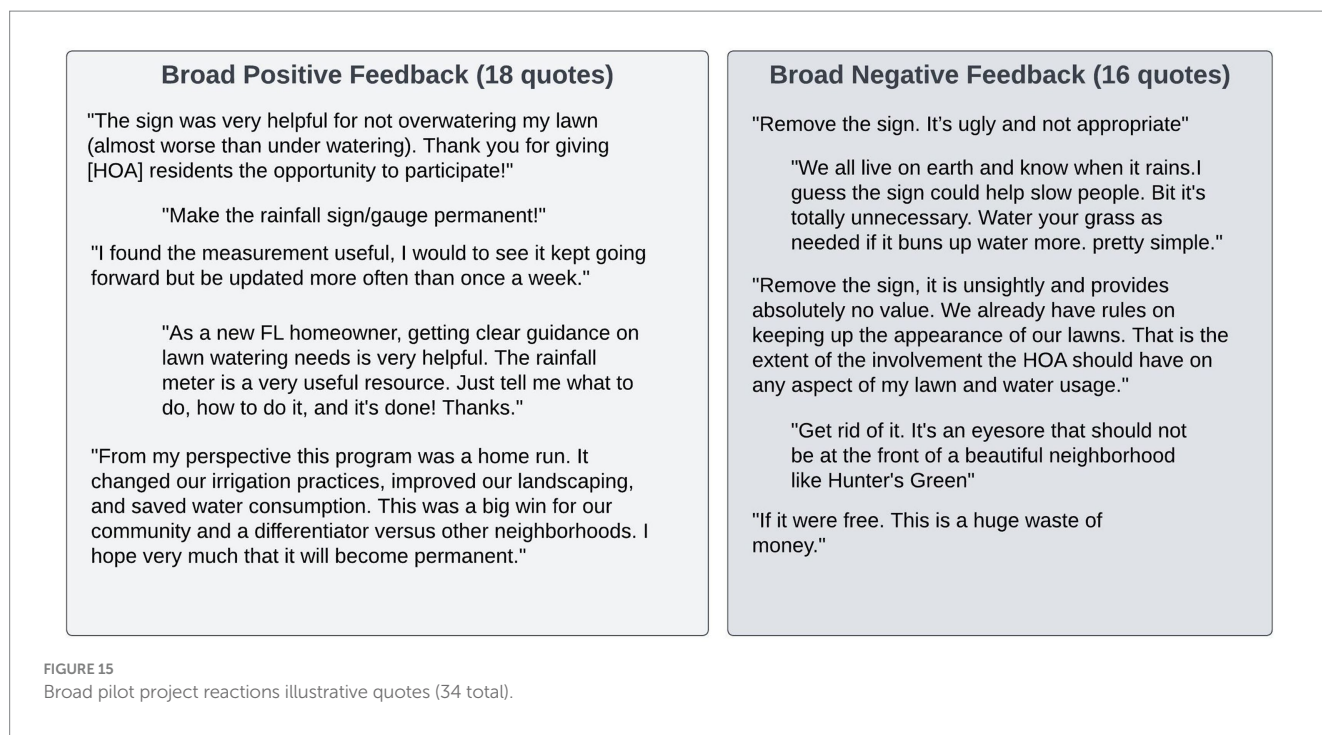 Broad Positive Feedback (18 quotes)
"The sign was very helpful for not overwatering my lawn
(almost worse than under watering). Thank you for giving
[HOA] residents the opportunity to participate!"
"Make the rainfall sign/gauge permanent!"
"I found the measurement useful, I would to see it kept going
forward but be updated more often than once a week."
"As a new FL homeowner, getting clear guidance on
lawn watering needs is very helpful. The rainfall
meter is a very useful resource. Just tell me what to
do, how to do it, and it's done! Thanks."
"From my perspective this program was a home run. It
changed our irrigation practices, improved our landscaping,
and saved water consumption. This was a big win for our
community and a differentiator versus other neighborhoods. I
hope very much that it will become permanent."
Broad Negative Feedback (16 quotes)
"Remove the sign. It’s ugly and not appropriate"
"We all live on earth and know when it rains.I
guess the sign could help slow people. Bit it's
totally unnecessary. Water your grass as
needed if it buns up water more. pretty simple."
"Remove the sign, it is unsightly and provides
absolutely no value. We already have rules on
keeping up the appearance of our lawns. That is the
extent of the involvement the HOA should have on
any aspect of my lawn and water usage."
"Get rid of it. It's an eyesore that should not
be at the front of a beautiful neighborhood
like Hunter's Green"
"If it were free. This is a huge waste of
money."
FIGURE 15
Broad pilot project reactions illustrative quotes (34 total).